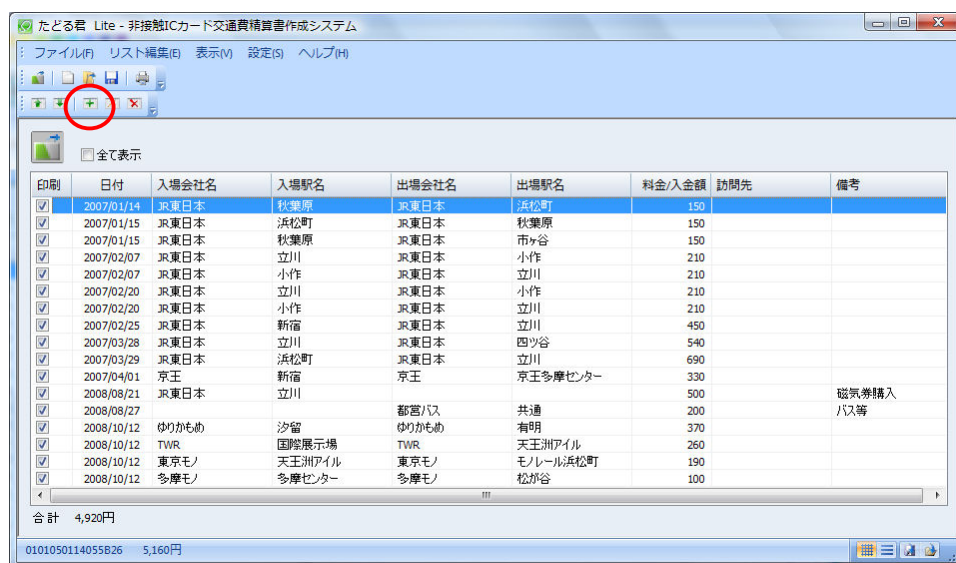 たどる君 Lite - 非接触ICカード交通費精算書作成システム
ファイル(F) リスト編集(E) 表示(V) 設定(S) ヘルプ(H)
全て表示
印刷 日付 入場会社名 入場駅名 出場会社名 出場駅名 料金/入金額 訪問先 備考
2007/01/14 JR東日本 秋葉原 JR東日本 浜松町 150
2007/01/15 JR東日本 浜松町 JR東日本 秋葉原 150
2007/01/15 JR東日本 秋葉原 JR東日本 市ヶ谷 150
2007/02/07 JR東日本 立川 JR東日本 小作 210
2007/02/07 JR東日本 小作 JR東日本 立川 210
2007/02/20 JR東日本 立川 JR東日本 小作 210
2007/02/20 JR東日本 小作 JR東日本 立川 210
2007/02/25 JR東日本 新宿 JR東日本 立川 450
2007/03/28 JR東日本 立川 JR東日本 四ツ谷 540
2007/03/29 JR東日本 浜松町 JR東日本 立川 690
2007/04/01 京王 新宿 京王 京王多摩センター 330
2008/08/21 JR東日本 立川 500 磁気券購入
2008/08/27 都営バス 共通 200 バス等
2008/10/12 ゆりかもめ 汐留 ゆりかもめ 有明 370
2008/10/12 TWR 国際展示場 TWR 天王洲アイル 260
2008/10/12 東京モノ 天王洲アイル 東京モノ モノレール浜松町 190
2008/10/12 多摩モノ 多摩センター 多摩モノ 松が谷 100
合計 4,920円
0101050114055B26 5,160円